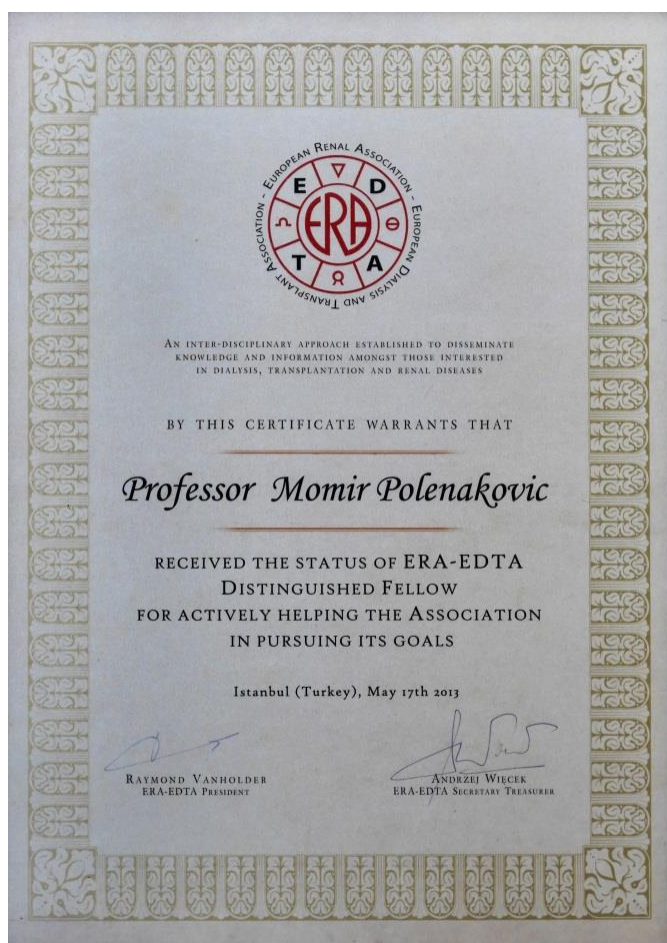 European Renal Association - European Dialysis and Transplant Association -
E D
ERA
T A
An inter-disciplinary approach established to disseminate
knowledge and information amongst those interested
in dialysis, transplantation and renal diseases
by this certificate warrants that
Professor Momir Polenakovic
received the status of ERA-EDTA
Distinguished Fellow
for actively helping the Association
in pursuing its goals
Istanbul (Turkey), May 17th 2013
Raymond Vanholder
ERA-EDTA President
Andrzej Więcek
ERA-EDTA Secretary Treasurer